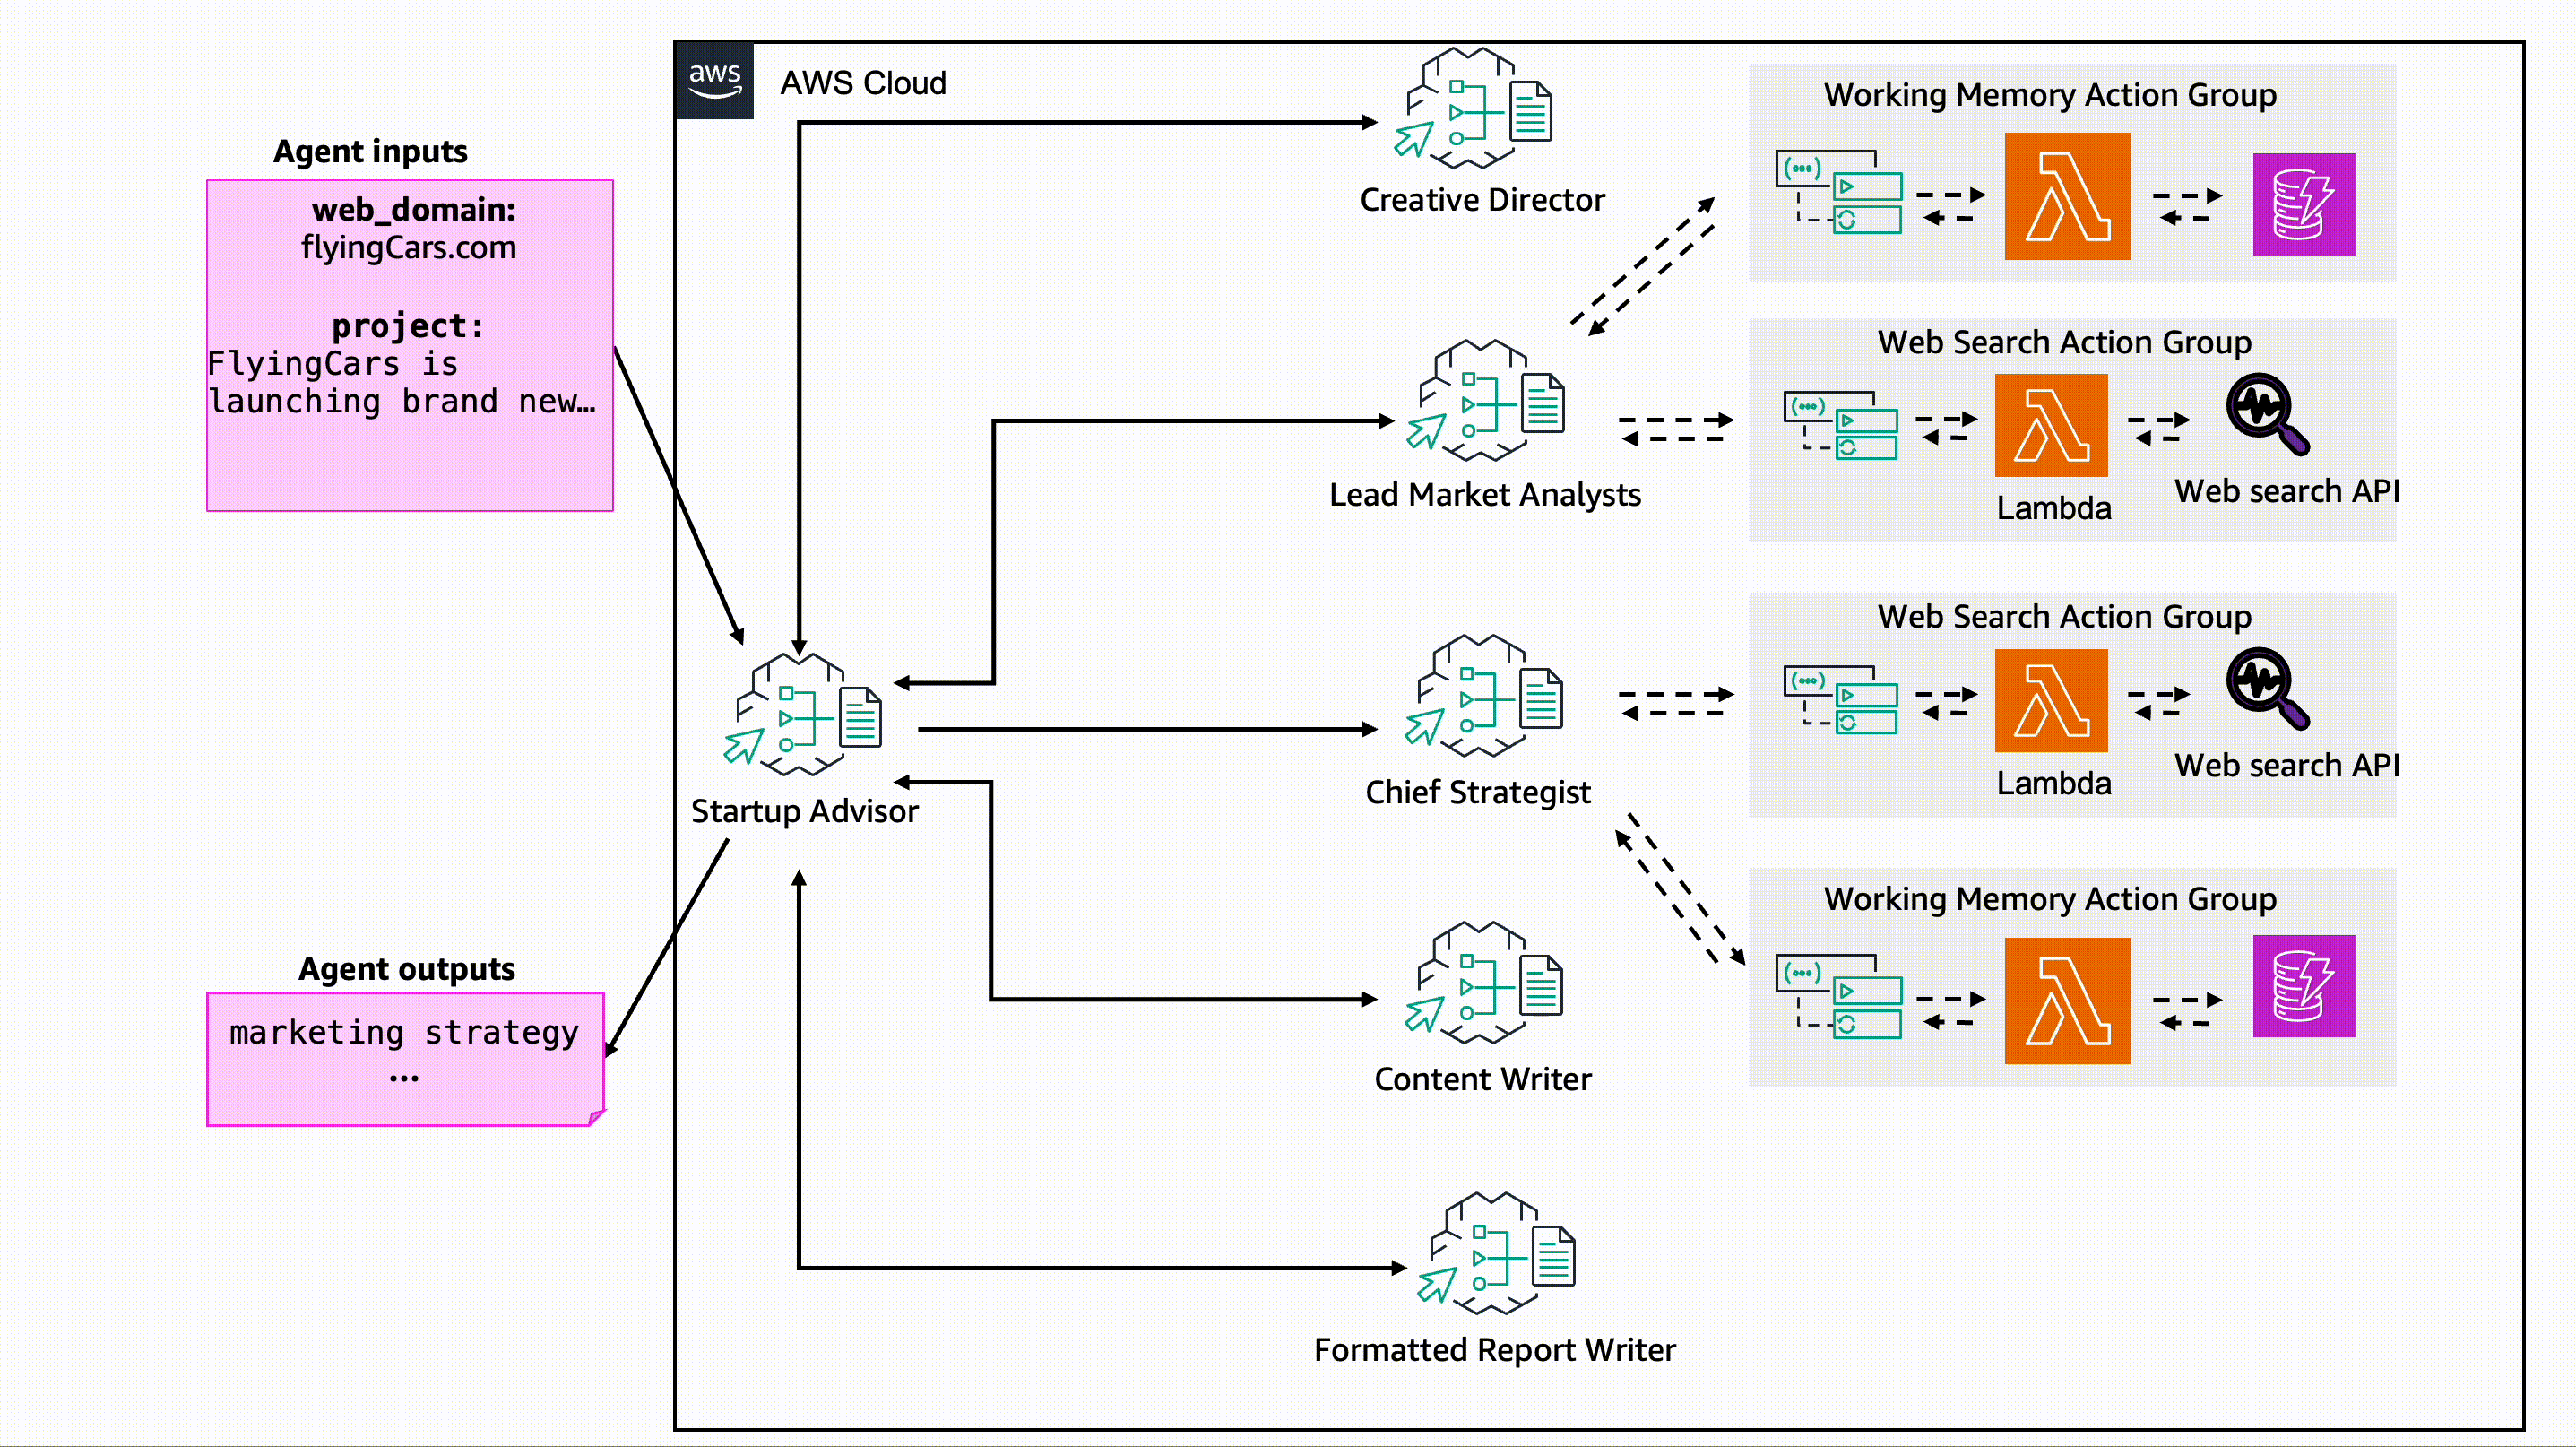 aws
AWS Cloud
Agent inputs
web_domain:
flyingCars.com
project:
FlyingCars is
launching brand new…
Creative Director
Working Memory Action Group
(•••)
Lead Market Analysts
Web Search Action Group
(•••)
Lambda
Web search API
Startup Advisor
Chief Strategist
Web Search Action Group
(•••)
Lambda
Web search API
Agent outputs
marketing strategy
...
Content Writer
Working Memory Action Group
(•••)
Formatted Report Writer